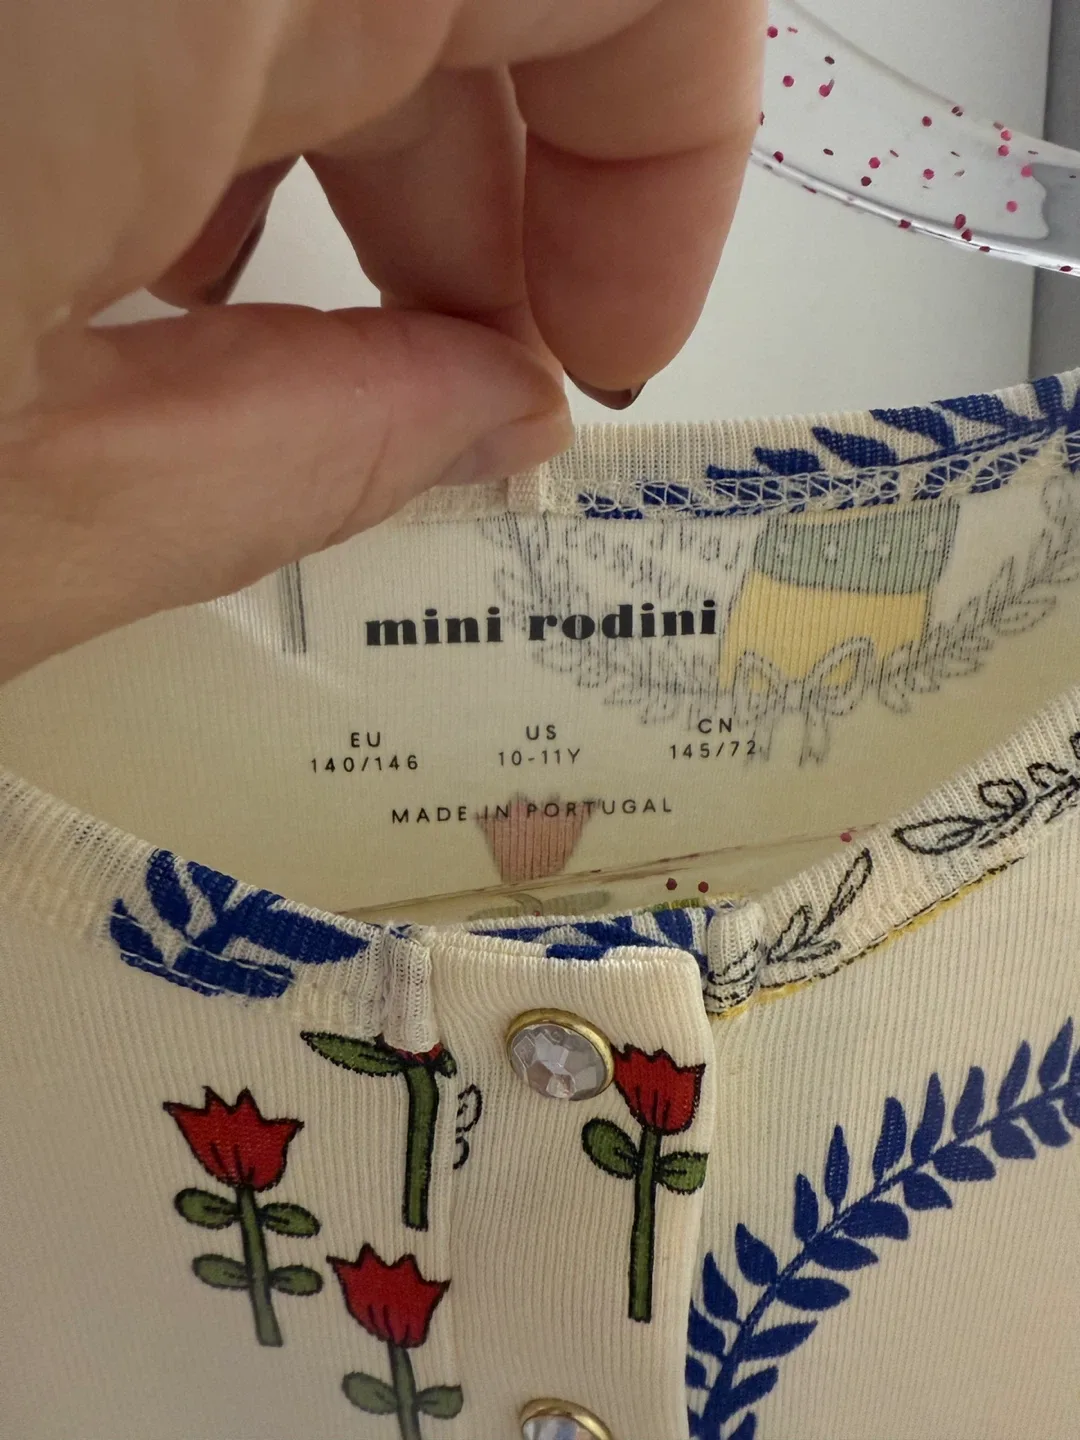 mini rodini
EU US CN
140/146 10-11Y 145/72
MADE IN PORTUGAL